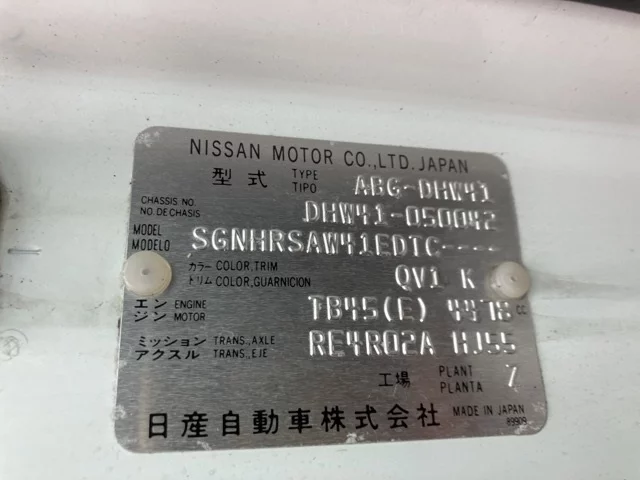 NISSAN MOTOR CO.,LTD. JAPAN
型式 TYPE TIPO ABG-DHW41
CHASSIS NO. NO. DE CHASIS DHW41-050042
MODEL MODELO SGNHRSAW41EDTC----
カラー COLOR, TRIM
トリム COLOR, GUARNICION QV1 K
エンジン ENGINE MOTOR TB45(E) 4478 cc
ミッション TRANS., AXLE
アクスル TRANS., EJE RE4R02A HJ55
工場 PLANT PLANTA 7
日産自動車株式会社 MADE IN JAPAN
89909